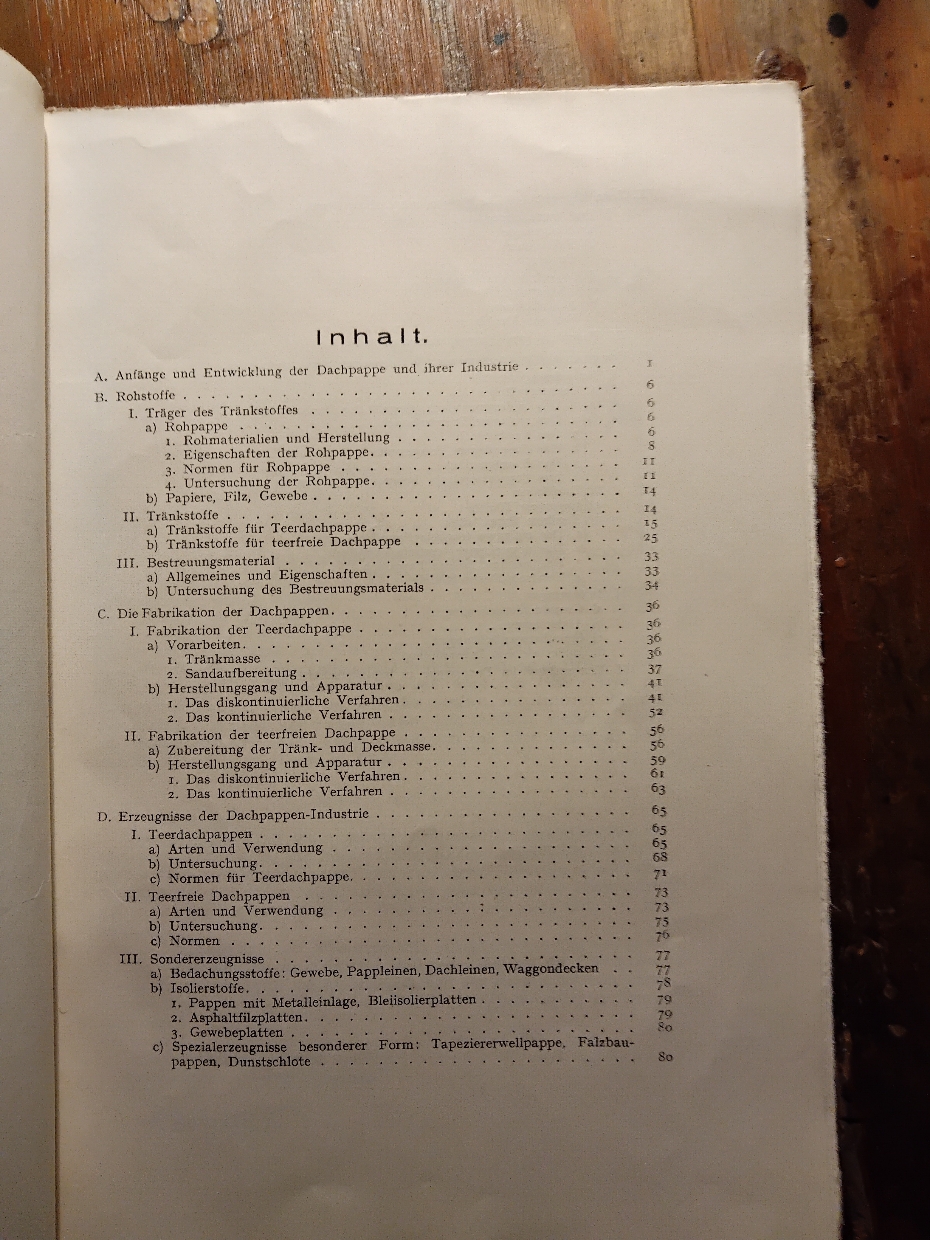 Inhalt.
A. Anfänge und Entwicklung der Dachpappe und ihrer Industrie . . . . . . . 1
B. Rohstoffe . . . . . . . . . . . . . . . . . . . . . . . . . . . 6
I. Träger des Tränkstoffes . . . . . . . . . . . . . . . . . . . . 6
a) Rohpappe . . . . . . . . . . . . . . . . . . . . . . . . 6
1. Rohmaterialien und Herstellung . . . . . . . . . . . . . . 6
2. Eigenschaften der Rohpappe. . . . . . . . . . . . . . . . 8
3. Normen für Rohpappe . . . . . . . . . . . . . . . . . . 11
4. Untersuchung der Rohpappe. . . . . . . . . . . . . . . . 11
b) Papiere, Filz, Gewebe . . . . . . . . . . . . . . . . . . . 14
II. Tränkstoffe . . . . . . . . . . . . . . . . . . . . . . . . . 14
a) Tränkstoffe für Teerdachpappe . . . . . . . . . . . . . . . . 15
b) Tränkstoffe für teerfreie Dachpappe . . . . . . . . . . . . . 25
III. Bestreuungsmaterial . . . . . . . . . . . . . . . . . . . . . 33
a) Allgemeines und Eigenschaften . . . . . . . . . . . . . . . . 33
b) Untersuchung des Bestreuungsmaterials . . . . . . . . . . . . 34
C. Die Fabrikation der Dachpappen. . . . . . . . . . . . . . . . . . . 36
I. Fabrikation der Teerdachpappe . . . . . . . . . . . . . . . . . 36
a) Vorarbeiten. . . . . . . . . . . . . . . . . . . . . . . . 36
1. Tränkmasse . . . . . . . . . . . . . . . . . . . . . . 36
2. Sandaufbereitung . . . . . . . . . . . . . . . . . . . . 37
b) Herstellungsgang und Apparatur . . . . . . . . . . . . . . . 41
1. Das diskontinuierliche Verfahren . . . . . . . . . . . . . . 41
2. Das kontinuierliche Verfahren . . . . . . . . . . . . . . . 52
II. Fabrikation der teerfreien Dachpappe . . . . . . . . . . . . . . 56
a) Zubereitung der Tränk- und Deckmasse. . . . . . . . . . . . . 56
b) Herstellungsgang und Apparatur . . . . . . . . . . . . . . . 59
1. Das diskontinuierliche Verfahren . . . . . . . . . . . . . . 61
2. Das kontinuierliche Verfahren . . . . . . . . . . . . . . . 63
D. Erzeugnisse der Dachpappen-Industrie . . . . . . . . . . . . . . . . 65
I. Teerdachpappen . . . . . . . . . . . . . . . . . . . . . . . 65
a) Arten und Verwendung . . . . . . . . . . . . . . . . . . . 65
b) Untersuchung. . . . . . . . . . . . . . . . . . . . . . . 68
c) Normen für Teerdachpappe. . . . . . . . . . . . . . . . . . 71
II. Teerfreie Dachpappen . . . . . . . . . . . . . . . . . . . . . 73
a) Arten und Verwendung . . . . . . . . . . . . . . . . . . . 73
b) Untersuchung. . . . . . . . . . . . . . . . . . . . . . . 75
c) Normen . . . . . . . . . . . . . . . . . . . . . . . . . 76
III. Sondererzeugnisse . . . . . . . . . . . . . . . . . . . . . . 77
a) Bedachungsstoffe: Gewebe, Pappleinen, Dachleinen, Waggondecken . . 77
b) Isolierstoffe. . . . . . . . . . . . . . . . . . . . . . . . 78
1. Pappen mit Metalleinlage, Bleiisolierplatten . . . . . . . . . . 79
2. Asphaltfilzplatten. . . . . . . . . . . . . . . . . . . . . 79
3. Gewebeplatten . . . . . . . . . . . . . . . . . . . . . 80
c) Spezialerzeugnisse besonderer Form: Tapeziererwellpappe, Falzbau-
pappen, Dunstschlote . . . . . . . . . . . . . . . . . . . 80